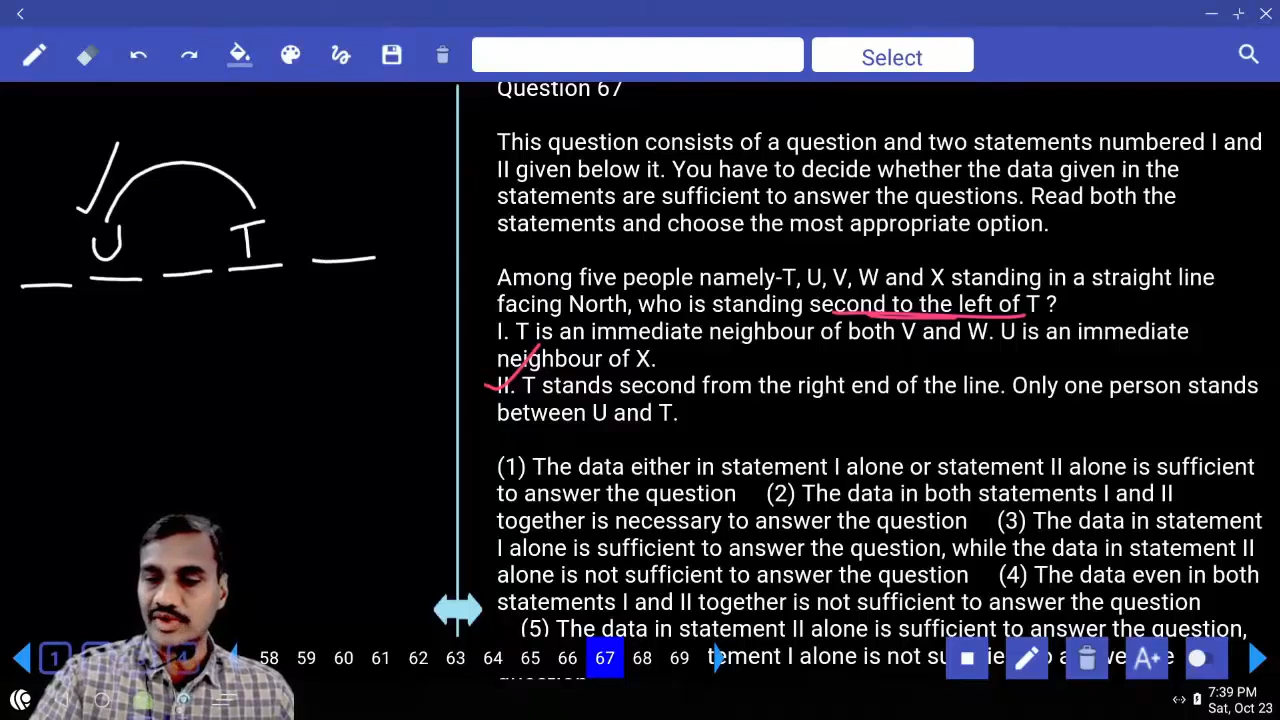 Select
Question 67
This question consists of a question and two statements numbered I and
II given below it. You have to decide whether the data given in the
statements are sufficient to answer the questions. Read both the
statements and choose the most appropriate option.
U T
Among five people namely-T, U, V, W and X standing in a straight line
facing North, who is standing second to the left of T ?
I. T is an immediate neighbour of both V and W. U is an immediate
neighbour of X.
II. T stands second from the right end of the line. Only one person stands
between U and T.
(1) The data either in statement I alone or statement II alone is sufficient
to answer the question (2) The data in both statements I and II
together is necessary to answer the question (3) The data in statement
I alone is sufficient to answer the question, while the data in statement II
alone is not sufficient to answer the question (4) The data even in both
statements I and II together is not sufficient to answer the question
(5) The data in statement II alone is sufficient to answer the question,
1 58 59 60 61 62 63 64 65 66 67 68 69 A+
7:39 PM
Sat, Oct 23